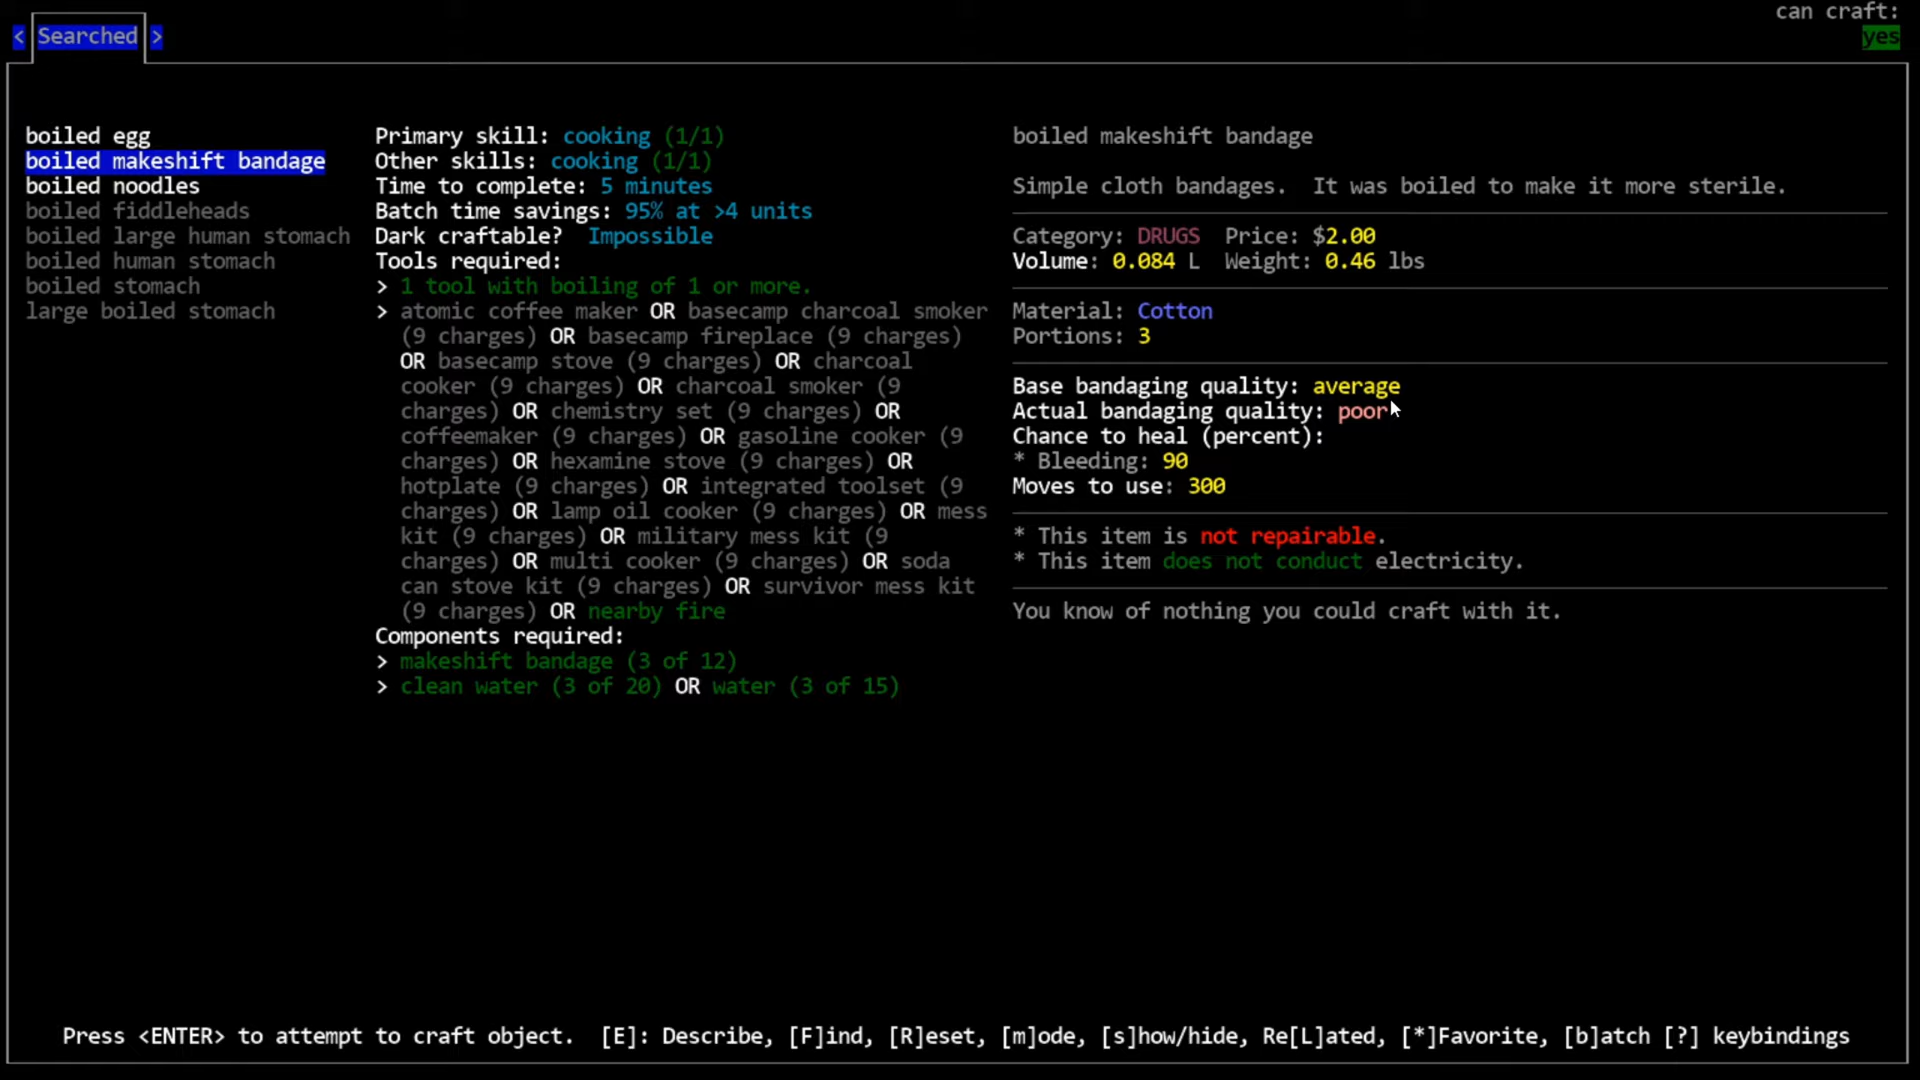 can craft:
< Searched >
yes
boiled egg
boiled makeshift bandage
boiled noodles
boiled fiddleheads
boiled large human stomach
boiled human stomach
boiled stomach
large boiled stomach
Primary skill: cooking (1/1)
Other skills: cooking (1/1)
Time to complete: 5 minutes
Batch time savings: 95% at >4 units
Dark craftable? Impossible
Tools required:
> 1 tool with boiling of 1 or more.
> atomic coffee maker OR basecamp charcoal smoker
(9 charges) OR basecamp fireplace (9 charges)
OR basecamp stove (9 charges) OR charcoal
cooker (9 charges) OR charcoal smoker (9
charges) OR chemistry set (9 charges) OR
coffeemaker (9 charges) OR gasoline cooker (9
charges) OR hexamine stove (9 charges) OR
hotplate (9 charges) OR integrated toolset (9
charges) OR lamp oil cooker (9 charges) OR mess
kit (9 charges) OR military mess kit (9
charges) OR multi cooker (9 charges) OR soda
can stove kit (9 charges) OR survivor mess kit
(9 charges) OR nearby fire
Components required:
> makeshift bandage (3 of 12)
> clean water (3 of 20) OR water (3 of 15)
boiled makeshift bandage
Simple cloth bandages. It was boiled to make it more sterile.
Category: DRUGS Price: $2.00
Volume: 0.084 L Weight: 0.46 lbs
Material: Cotton
Portions: 3
Base bandaging quality: average
Actual bandaging quality: poor
Chance to heal (percent):
* Bleeding: 90
Moves to use: 300
* This item is not repairable.
* This item does not conduct electricity.
You know of nothing you could craft with it.
Press <ENTER> to attempt to craft object. [E]: Describe, [F]ind, [R]eset, [m]ode, [s]how/hide, Re[L]ated, [*]Favorite, [b]atch [?] keybindings